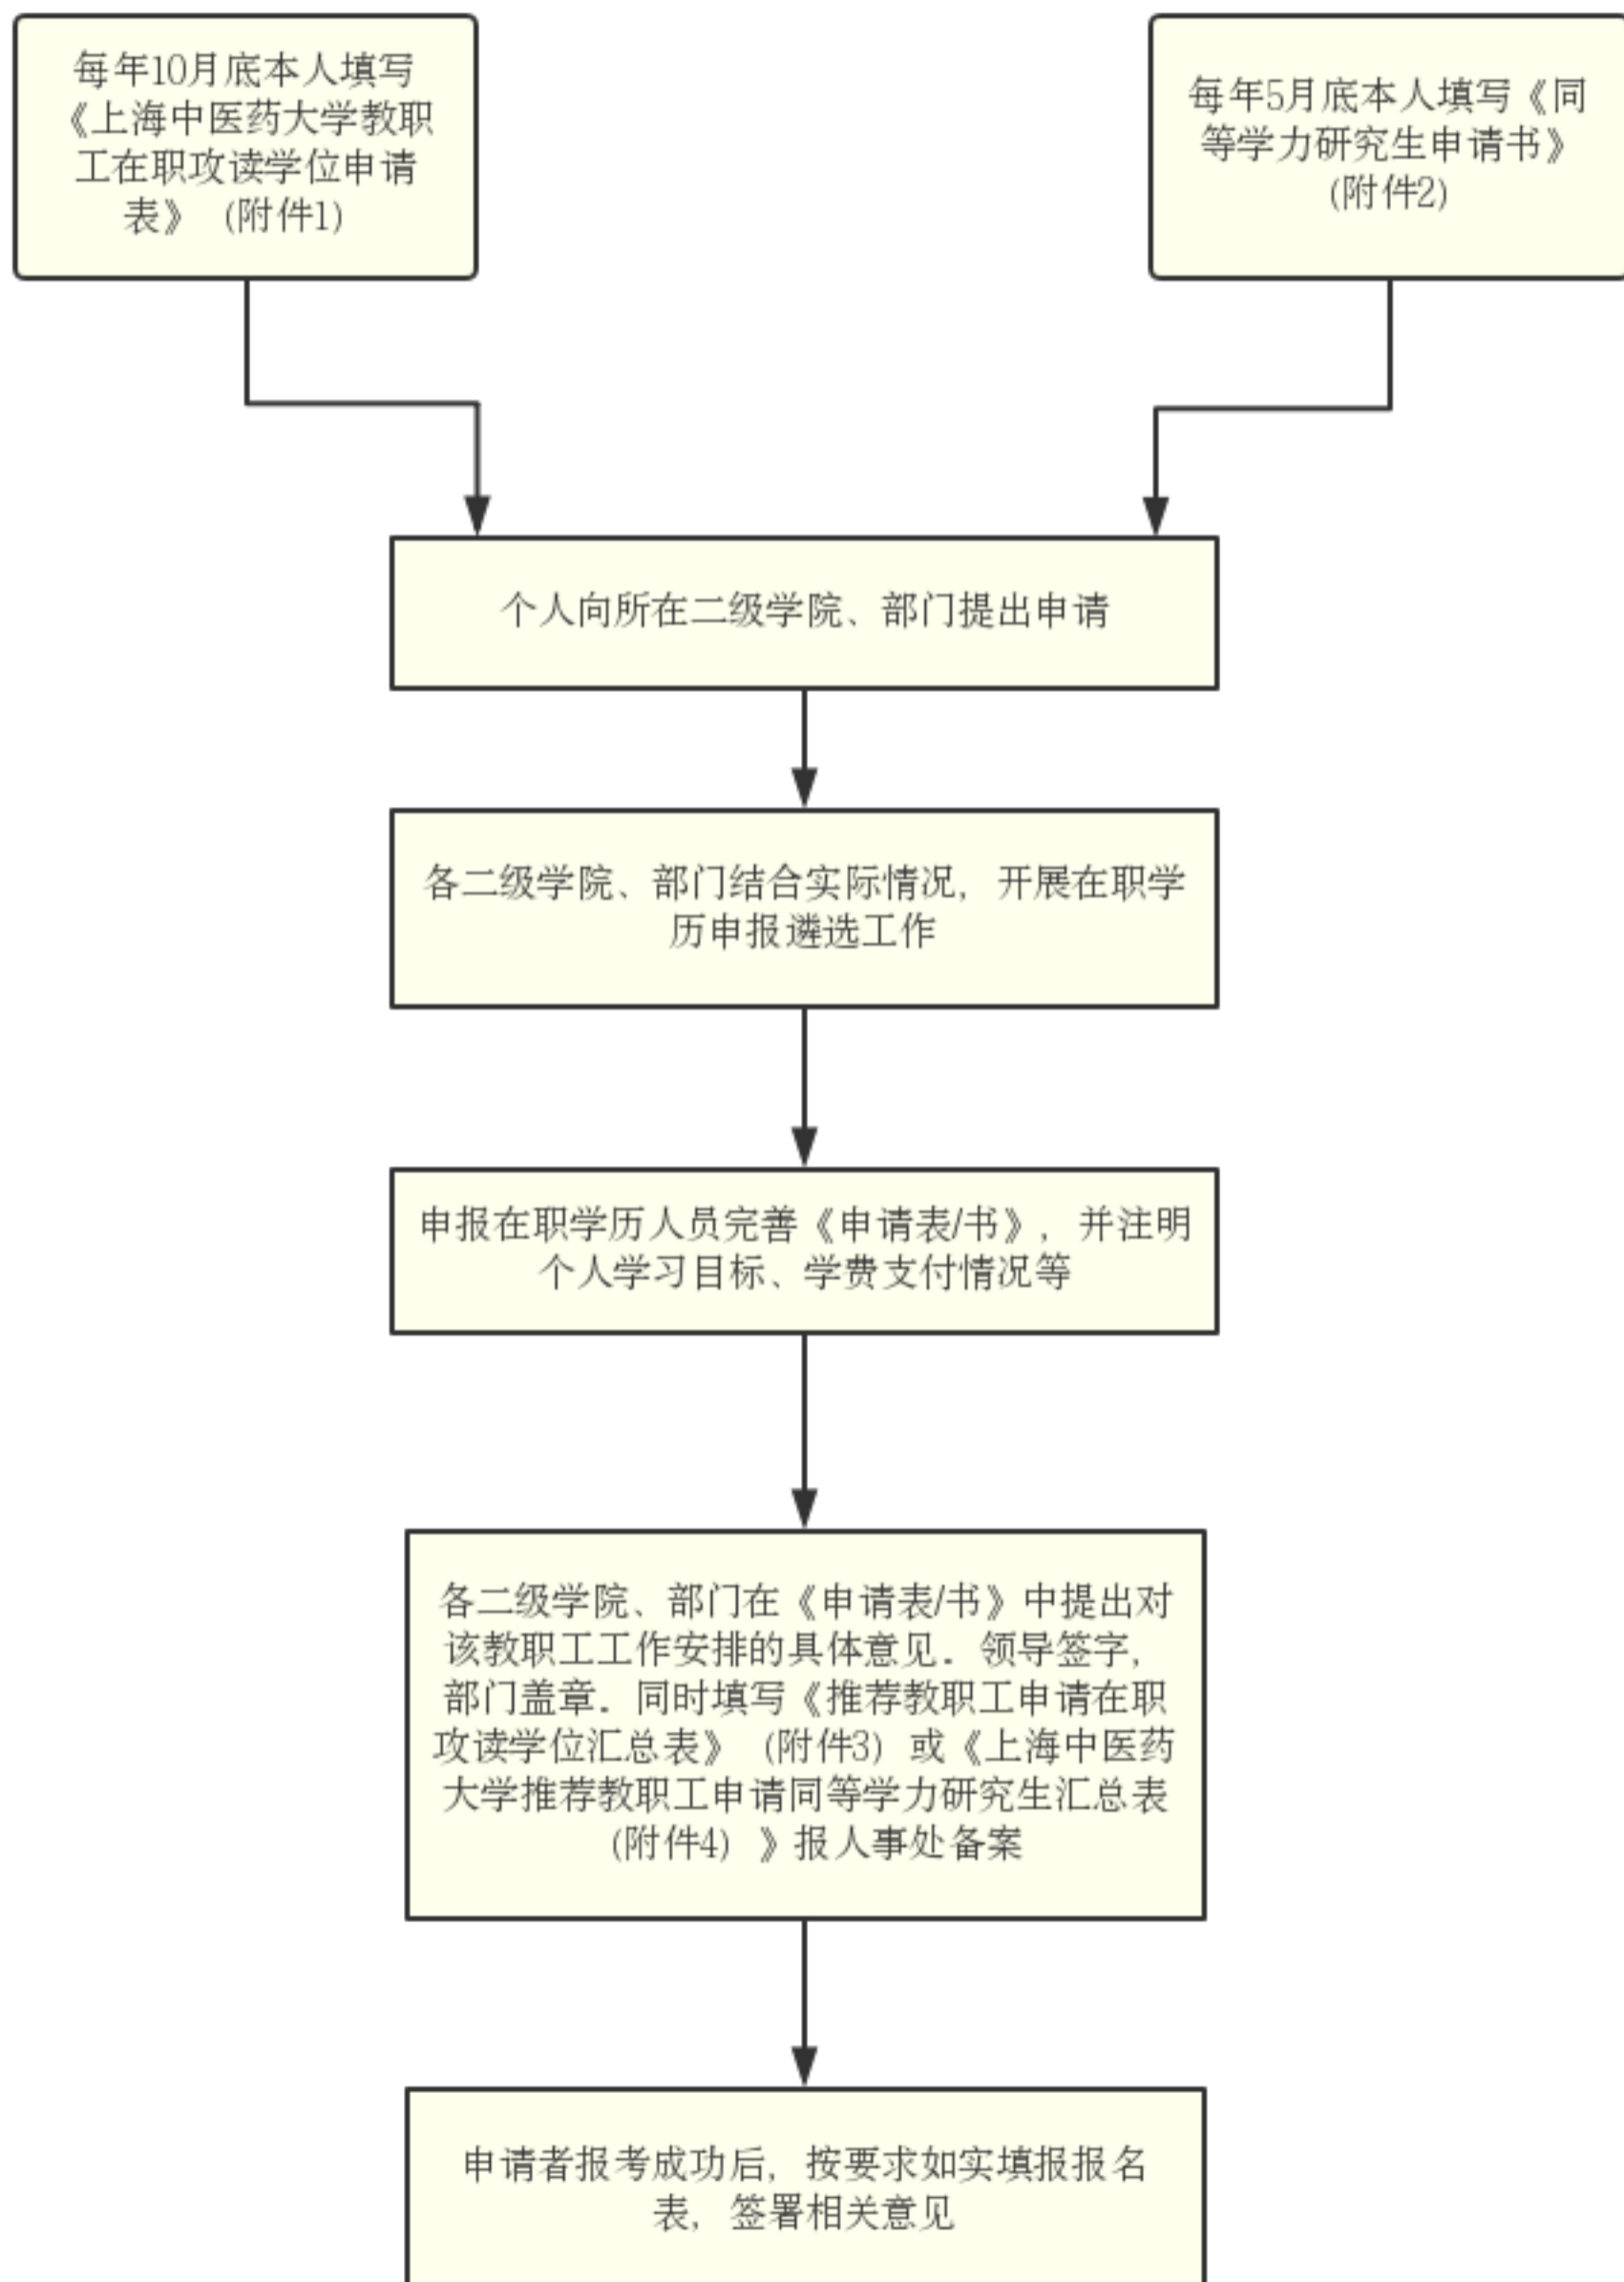 每年10月底本人填写
《上海中医药大学教职
工在职攻读学位申请
表》（附件1）
每年5月底本人填写《同
等学力研究生申请书》
（附件2）
个人向所在二级学院、部门提出申请
各二级学院、部门结合实际情况，开展在职学
历申报遴选工作
申报在职学历人员完善《申请表/书》，并注明
个人学习目标、学费支付情况等
各二级学院、部门在《申请表/书》中提出对
该教职工工作安排的具体意见。领导签字，
部门盖章。同时填写《推荐教职工申请在职
攻读学位汇总表》（附件3）或《上海中医药
大学推荐教职工申请同等学力研究生汇总表
（附件4）》报人事处备案
申请者报考成功后，按要求如实填报报名
表，签署相关意见